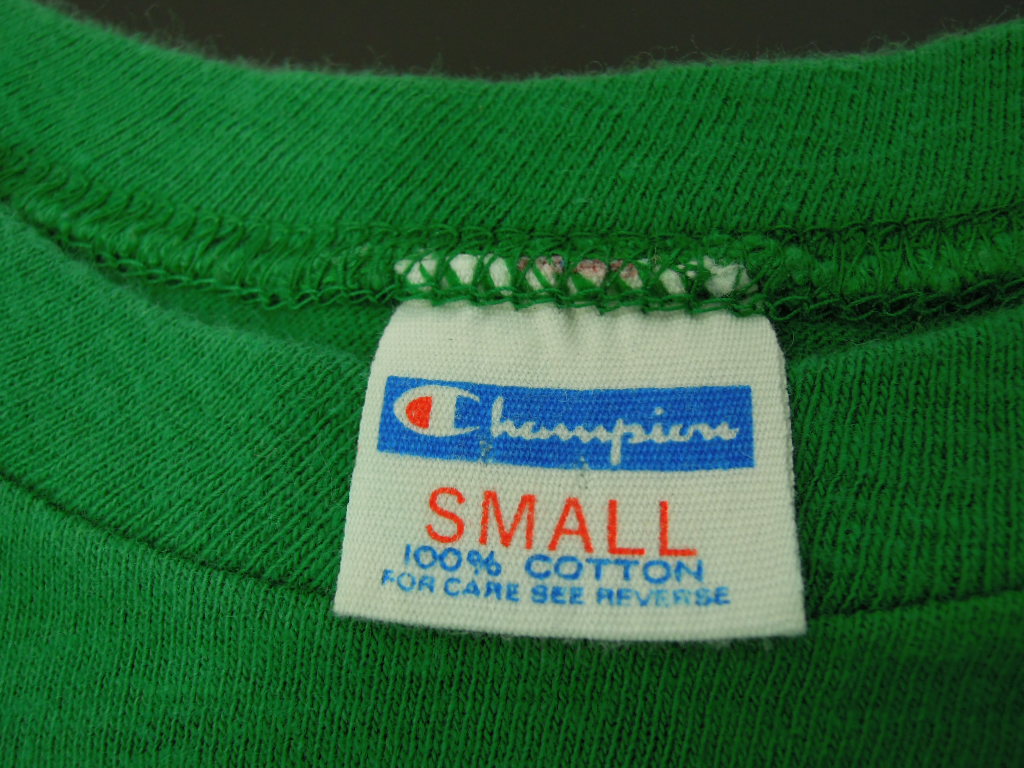 Champion
SMALL
100% COTTON
FOR CARE SEE REVERSE